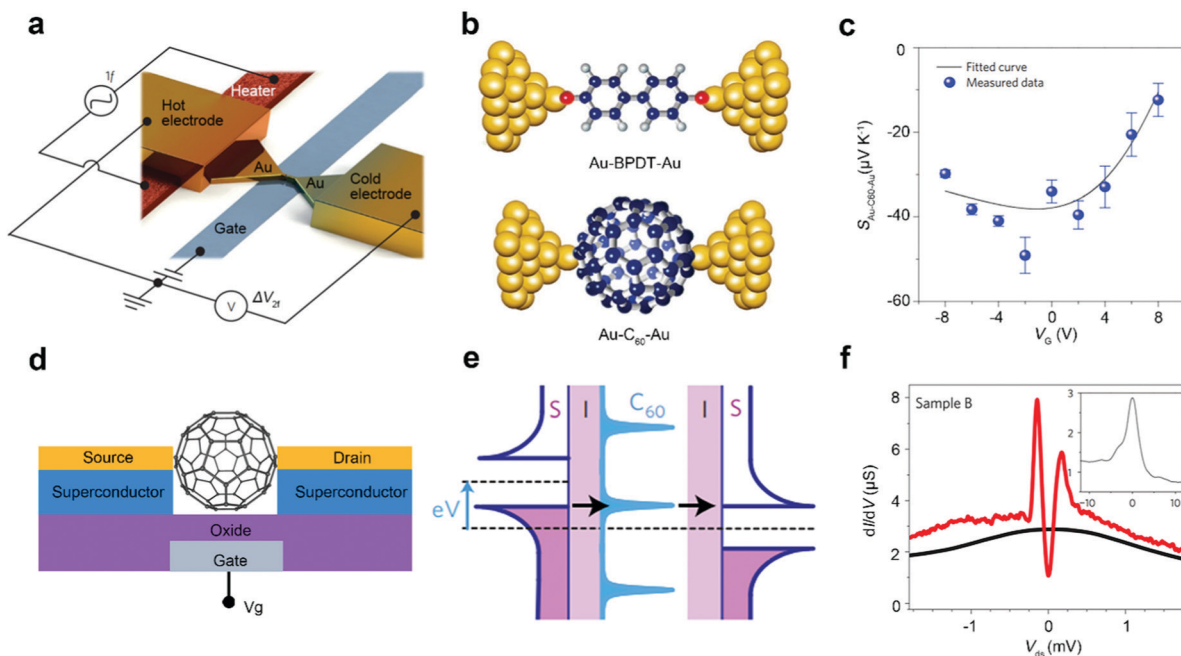 a
1f
Heater
Hot
electrode
Au
Au
Cold
electrode
Gate
V
ΔV2f
b
Au-BPDT-Au
Au-C60-Au
c
0
-20
-40
-60
SAu-C60-Au(μV K⁻¹)
Fitted curve
Measured data
-8
-4
0
4
8
VG (V)
d
Source
Drain
Superconductor
Superconductor
Oxide
Gate
Vg
e
S
I
C60
I
S
eV
f
Sample B
8
6
4
2
0
dI/dV (μS)
3
2
1
-10
0
10
-1
0
1
Vds (mV)